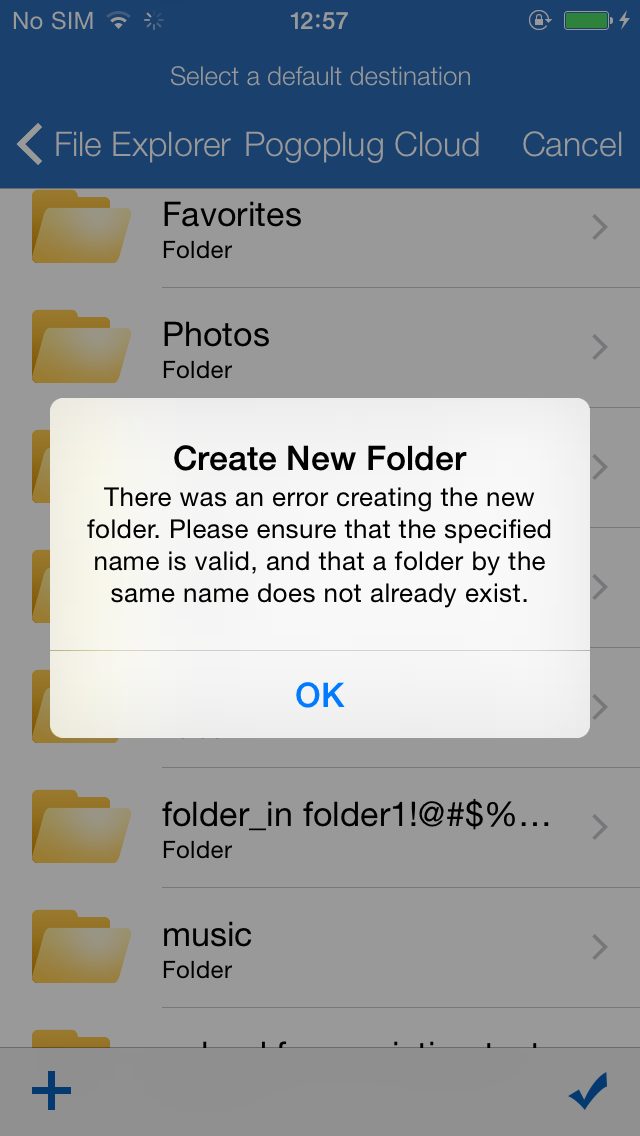 No SIM 12:57
Select a default destination
File Explorer Pogoplug Cloud Cancel
Favorites
Folder
Photos
Folder
Create New Folder
There was an error creating the new
folder. Please ensure that the specified
name is valid, and that a folder by the
same name does not already exist.
OK
folder_in folder1!@#$%…
Folder
music
Folder